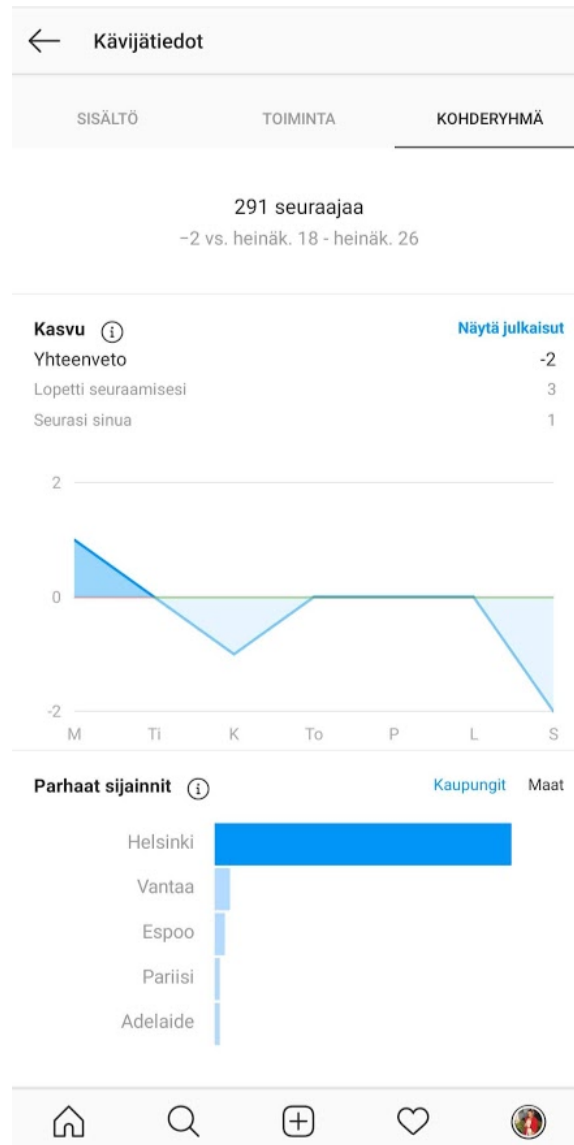 Kävijätiedot
SISÄLTÖ TOIMINTA KOHDERYHMÄ
291 seuraajaa
−2 vs. heinäk. 18 - heinäk. 26
Kasvu Näytä julkaisut
Yhteenveto -2
Lopetti seuraamisesi 3
Seurasi sinua 1
2
0
-2
M Ti K To P L S
Parhaat sijainnit Kaupungit Maat
Helsinki
Vantaa
Espoo
Pariisi
Adelaide